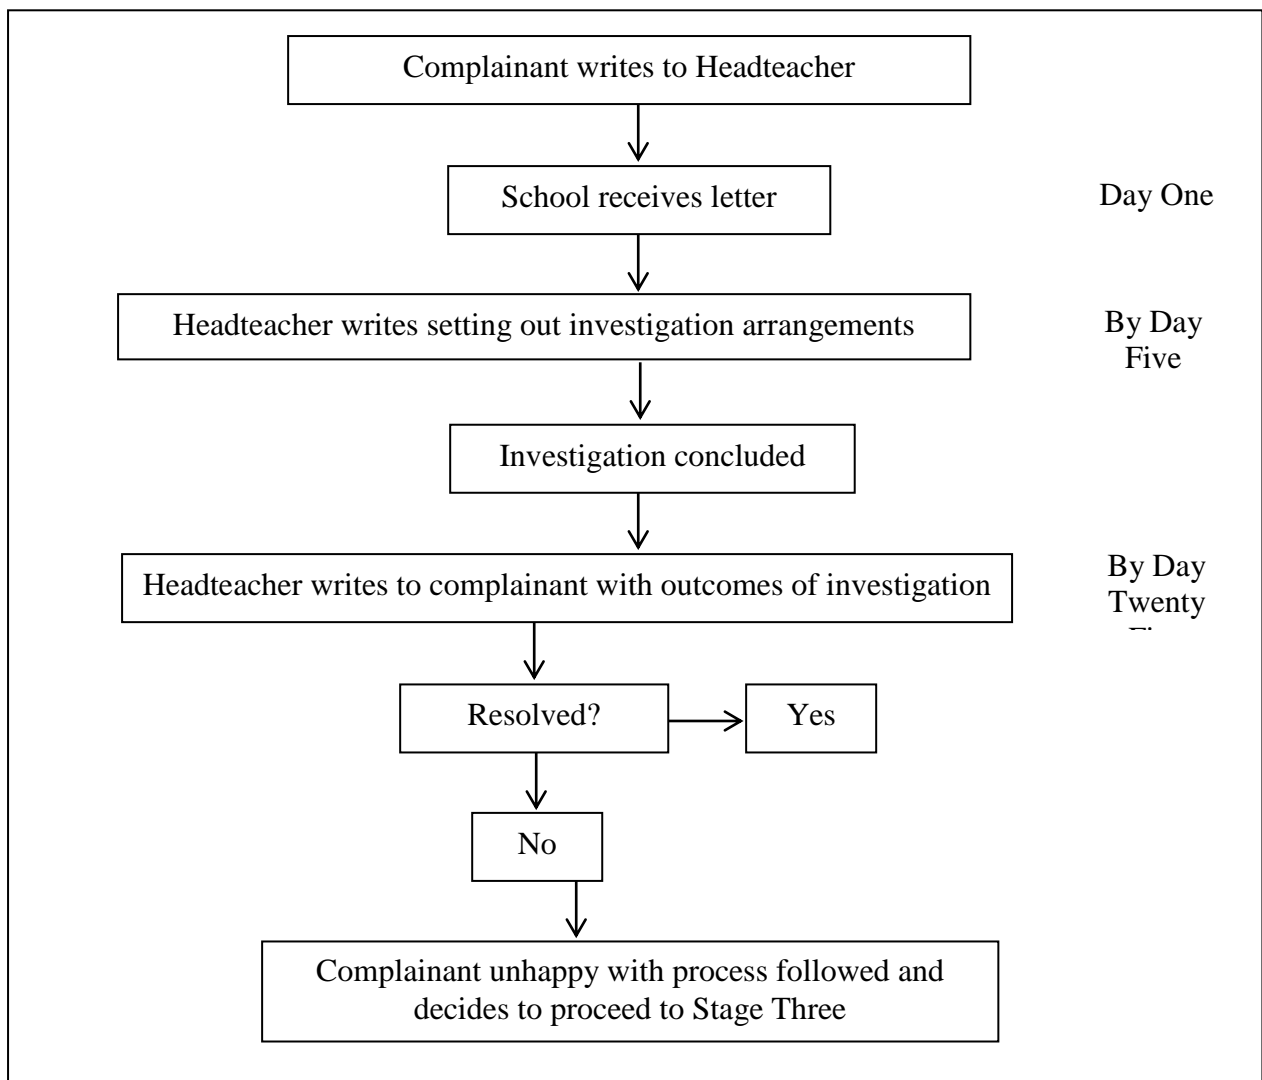 Complainant writes to Headteacher
School receives letter
Day One
Headteacher writes setting out investigation arrangements
By Day
Five
Investigation concluded
Headteacher writes to complainant with outcomes of investigation
By Day
Twenty
Resolved?
Yes
No
Complainant unhappy with process followed and
decides to proceed to Stage Three